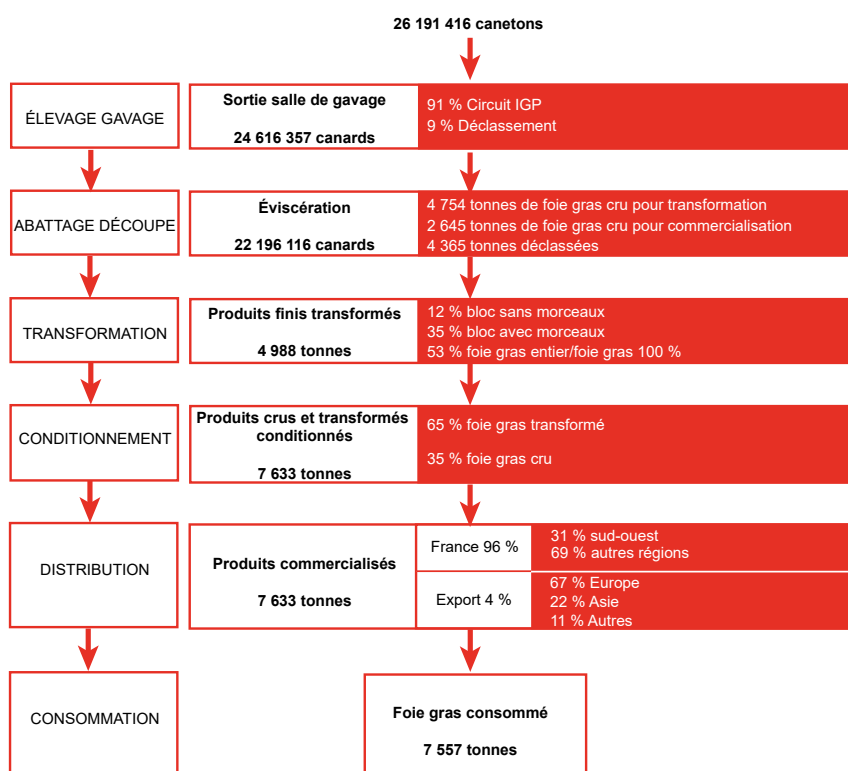 26 191 416 canetons
ÉLEVAGE GAVAGE
Sortie salle de gavage
24 616 357 canards
91 % Circuit IGP
9 % Déclassement
ABATTAGE DÉCOUPE
Éviscération
22 196 116 canards
4 754 tonnes de foie gras cru pour transformation
2 645 tonnes de foie gras cru pour commercialisation
4 365 tonnes déclassées
TRANSFORMATION
Produits finis transformés
4 988 tonnes
12 % bloc sans morceaux
35 % bloc avec morceaux
53 % foie gras entier/foie gras 100 %
CONDITIONNEMENT
Produits crus et transformés
conditionnés
7 633 tonnes
65 % foie gras transformé
35 % foie gras cru
DISTRIBUTION
Produits commercialisés
7 633 tonnes
France 96 %
31 % sud-ouest
69 % autres régions
Export 4 %
67 % Europe
22 % Asie
11 % Autres
CONSOMMATION
Foie gras consommé
7 557 tonnes